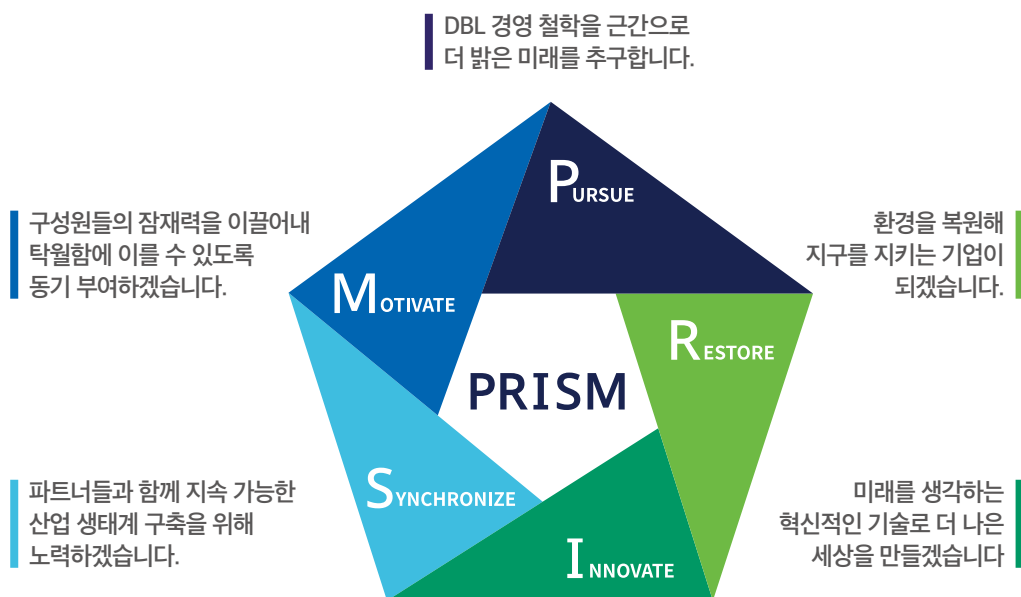 DBL 경영 철학을 근간으로
더 밝은 미래를 추구합니다.
PURSUE
구성원들의 잠재력을 이끌어내
탁월함에 이를 수 있도록
동기 부여하겠습니다.
MOTIVATE
환경을 복원해
지구를 지키는 기업이
되겠습니다.
RESTORE
PRISM
파트너들과 함께 지속 가능한
산업 생태계 구축을 위해
노력하겠습니다.
SYNCHRONIZE
미래를 생각하는
혁신적인 기술로 더 나은
세상을 만들겠습니다
INNOVATE